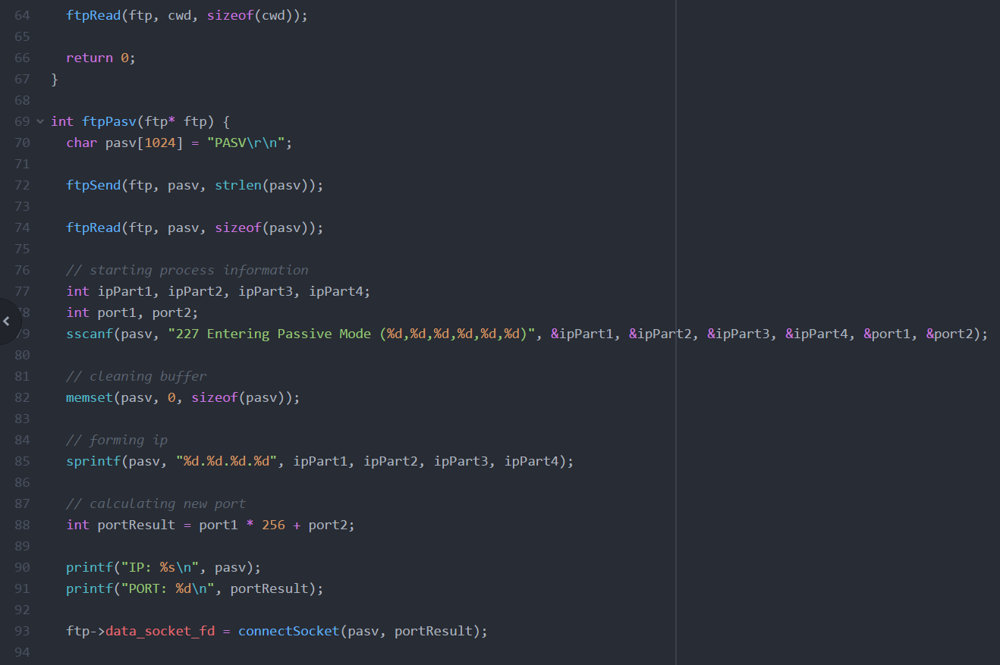 64 ftpRead(ftp, cwd, sizeof(cwd));
65
66 return 0;
67 }
68
69 int ftpPasv(ftp* ftp) {
70 char pasv[1024] = "PASV\r\n";
71
72 ftpSend(ftp, pasv, strlen(pasv));
73
74 ftpRead(ftp, pasv, sizeof(pasv));
75
76 // starting process information
77 int ipPart1, ipPart2, ipPart3, ipPart4;
8 int port1, port2;
9 sscanf(pasv, "227 Entering Passive Mode (%d,%d,%d,%d,%d,%d)", &ipPart1, &ipPart2, &ipPart3, &ipPart4, &port1, &port2);
80
81 // cleaning buffer
82 memset(pasv, 0, sizeof(pasv));
83
84 // forming ip
85 sprintf(pasv, "%d.%d.%d.%d", ipPart1, ipPart2, ipPart3, ipPart4);
86
87 // calculating new port
88 int portResult = port1 * 256 + port2;
89
90 printf("IP: %s\n", pasv);
91 printf("PORT: %d\n", portResult);
92
93 ftp->data_socket_fd = connectSocket(pasv, portResult);
94